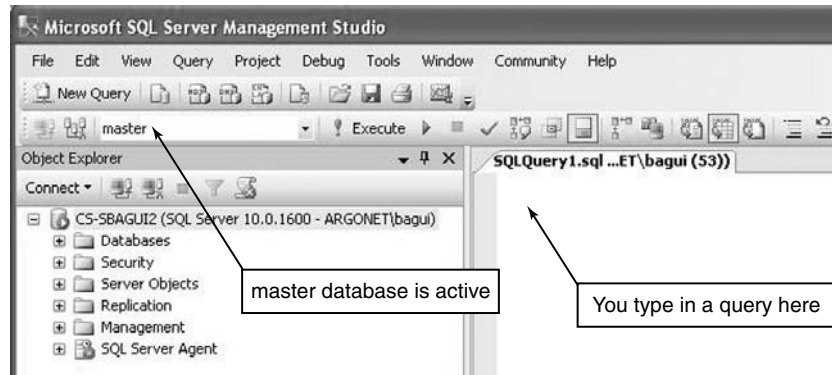 Microsoft SQL Server Management Studio
File Edit View Query Project Debug Tools Window Community Help
New Query
master Execute
Object Explorer
SQLQuery1.sql ...ET\bagui (53))
Connect
CS-SBAGUI2 (SQL Server 10.0.1600 - ARGONET\bagui)
Databases
Security
Server Objects
Replication
Management
SQL Server Agent
master database is active
You type in a query here